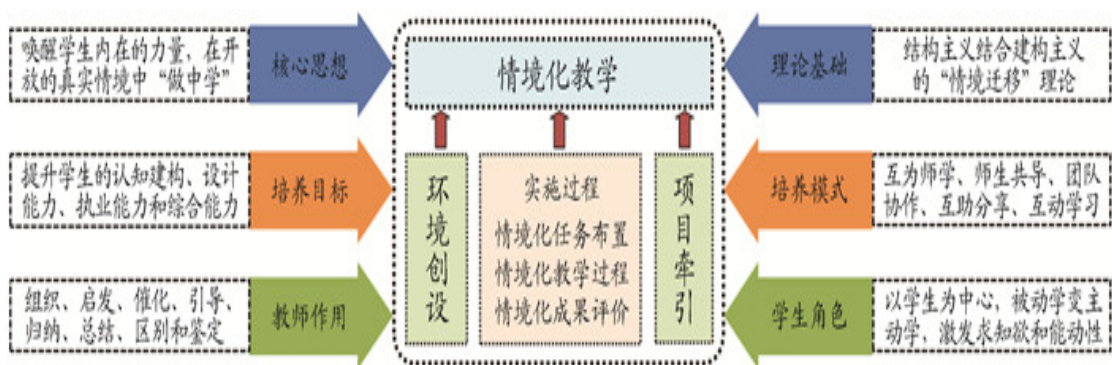 唤醒学生内在的力量，在开
放的真实情境中“做中学”
核心思想
提升学生的认知建构、设计
能力、执业能力和综合能力
培养目标
组织、启发、催化、引导、
归纳、总结、区别和鉴定
教师作用
情境化教学
环境创设
实施过程
情境化任务布置
情境化教学过程
情境化成果评价
项目牵引
理论基础
结构主义结合建构主义
的“情境迁移”理论
培养模式
互为师学、师生共导、团队
协作、互助分享、互动学习
学生角色
以学生为中心，被动学变主
动学，激发求知欲和能动性